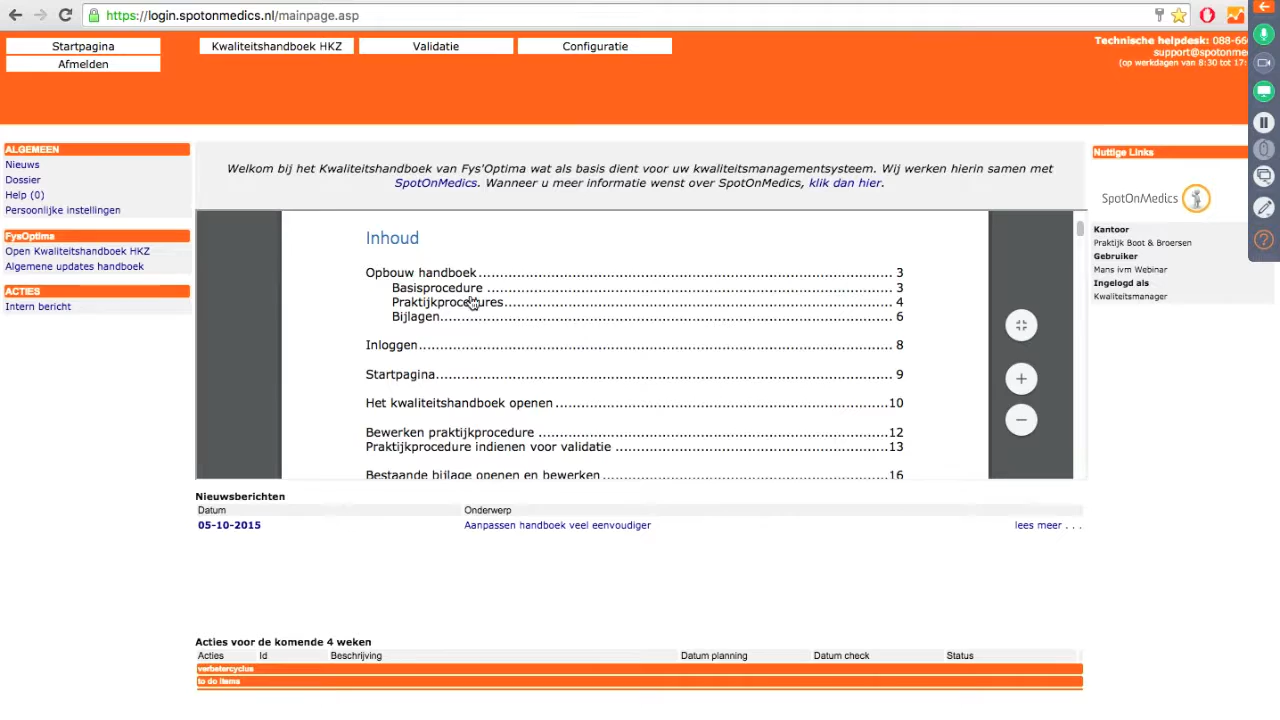 https://login.spotonmedics.nl/mainpage.asp
Startpagina
Afmelden
Kwaliteitshandboek HKZ
Validatie
Configuratie
Technische helpdesk: 088-66
support@spotonme
(op werkdagen van 8:30 tot 17:
ALGEMEEN
Nieuws
Dossier
Help (0)
Persoonlijke instellingen
FysOptima
Open Kwaliteitshandboek HKZ
Algemene updates handboek
ACTIES
Intern bericht
Welkom bij het Kwaliteitshandboek van Fys'Optima wat als basis dient voor uw kwaliteitsmanagementsysteem. Wij werken hierin samen met
SpotOnMedics. Wanneer u meer informatie wenst over SpotOnMedics, klik dan hier.
Inhoud
Opbouw handboek 3
Basisprocedure 3
Praktijkprocedures 4
Bijlagen 6
Inloggen 8
Startpagina 9
Het kwaliteitshandboek openen 10
Bewerken praktijkprocedure 12
Praktijkprocedure indienen voor validatie 13
Bestaande bijlage openen en bewerken 16
Nieuwsberichten
Datum Onderwerp
05-10-2015 Aanpassen handboek veel eenvoudiger lees meer . . .
Acties voor de komende 4 weken
Acties Id Beschrijving Datum planning Datum check Status
verbetercyclus
to do items
Nuttige Links
SpotOnMedics
Kantoor
Praktijk Boot & Broersen
Gebruiker
Mans ivm Webinar
Ingelogd als
Kwaliteitsmanager